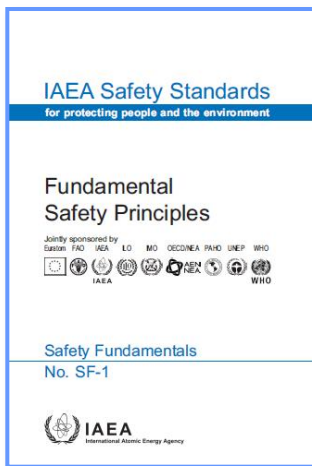 IAEA Safety Standards
for protecting people and the environment
Fundamental
Safety Principles
Jointly sponsored by
Euratom FAO IAEA ILO IMO OECD/NEA PAHO UNEP WHO
AEN
NEA
IAEA
WHO
Safety Fundamentals
No. SF-1
IAEA
International Atomic Energy Agency